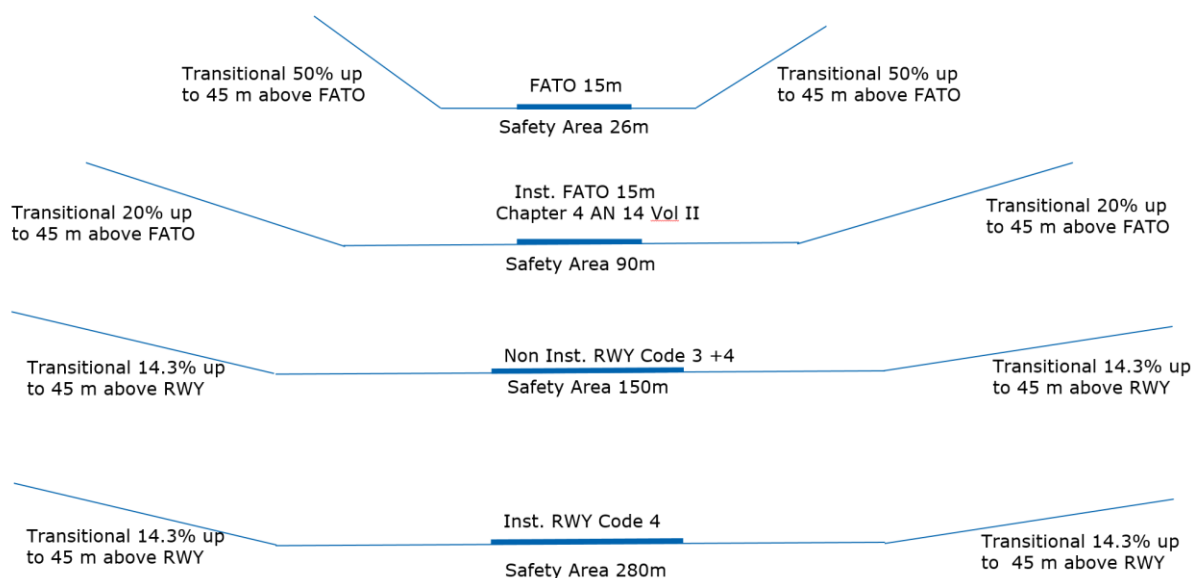 Transitional 50% up
to 45 m above FATO
FATO 15m
Safety Area 26m
Transitional 50% up
to 45 m above FATO
Transitional 20% up
to 45 m above FATO
Inst. FATO 15m
Chapter 4 AN 14 Vol II
Safety Area 90m
Transitional 20% up
to 45 m above FATO
Transitional 14.3% up
to 45 m above RWY
Non Inst. RWY Code 3 +4
Safety Area 150m
Transitional 14.3% up
to 45 m above RWY
Transitional 14.3% up
to 45 m above RWY
Inst. RWY Code 4
Safety Area 280m
Transitional 14.3% up
to 45 m above RWY